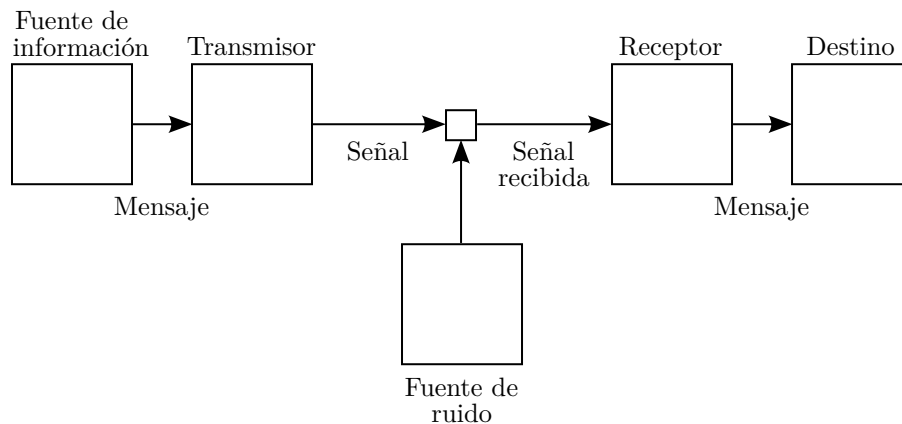 Fuente de
información
Transmisor
Receptor
Destino
Señal
Señal
recibida
Mensaje
Mensaje
Fuente de
ruido